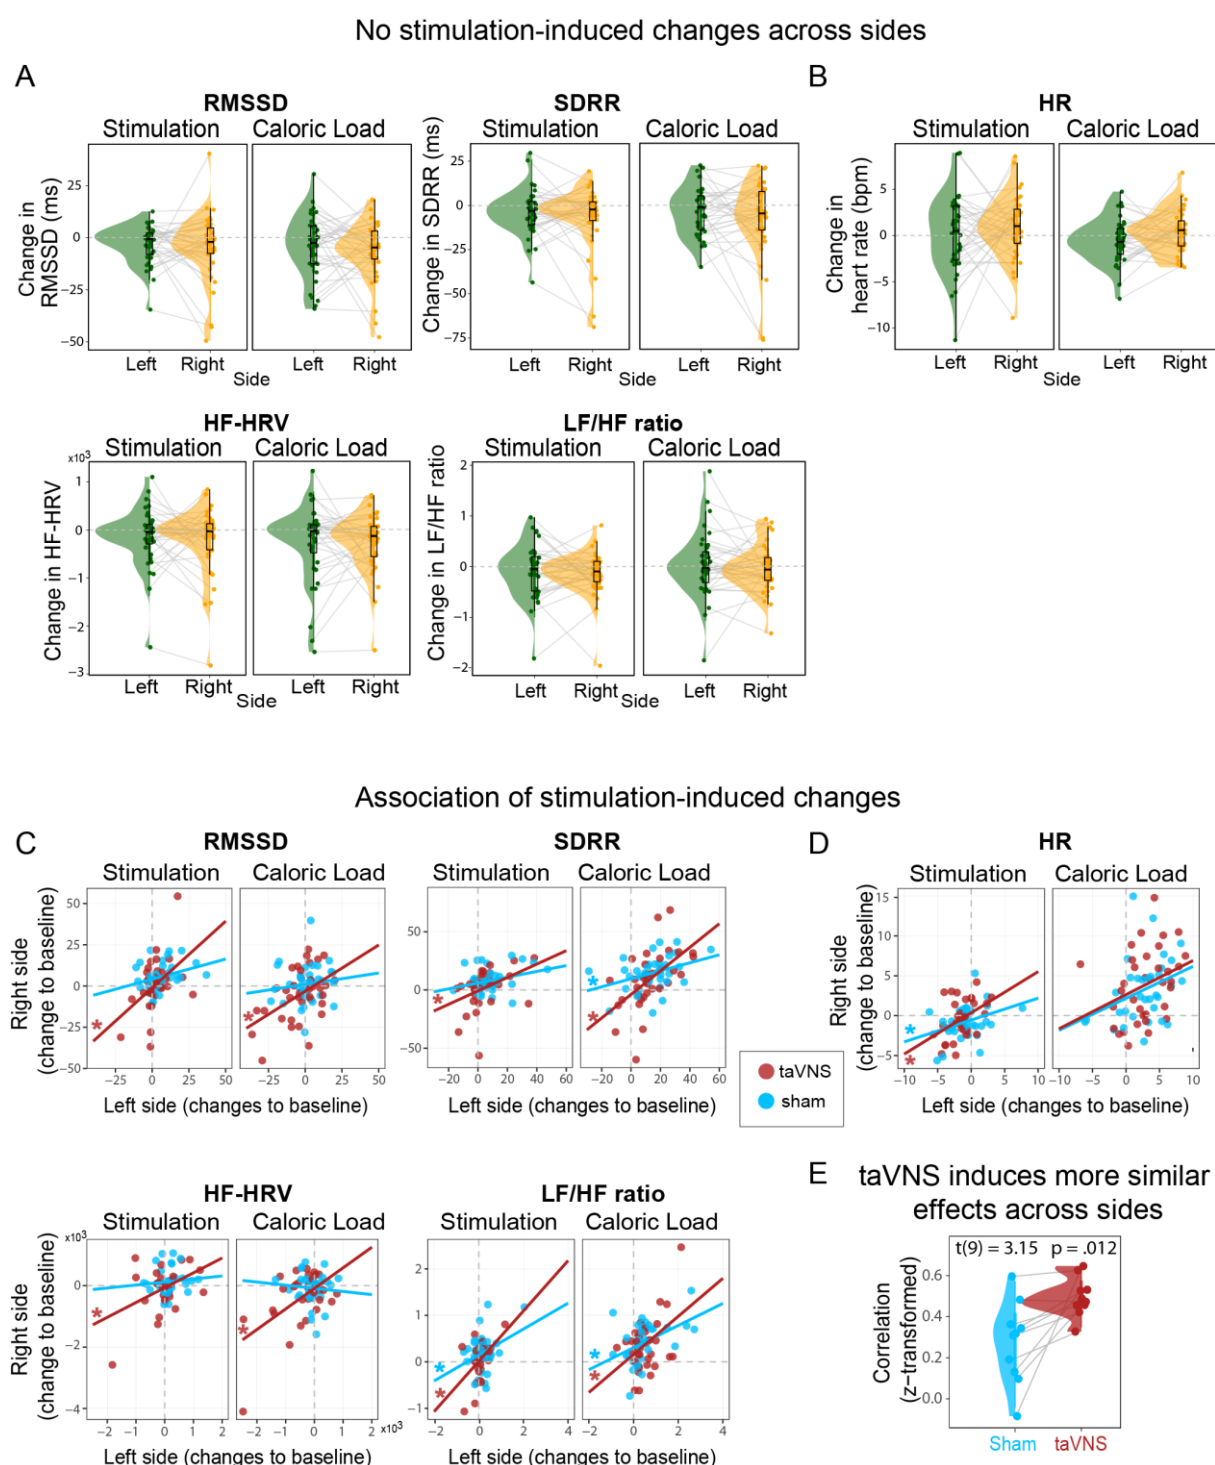 No stimulation-induced changes across sides
A
B
RMSSD
SDRR
HR
Stimulation Caloric Load
Stimulation Caloric Load
Stimulation Caloric Load
Change in RMSSD (ms)
25
0
−25
−50
Left Right Left Right
Side
Change in SDRR (ms)
25
0
−25
−50
−75
Left Right Left Right
Side
Change in heart rate (bpm)
5
0
−5
−10
Left Right Left Right
Side
HF-HRV
LF/HF ratio
Stimulation Caloric Load
Stimulation Caloric Load
x10³
Change in HF-HRV
1
0
−1
−2
−3
Left Right Left Right
Side
Change in LF/HF ratio
2
1
0
−1
−2
Left Right Left Right
Side
Association of stimulation-induced changes
C
D
RMSSD
SDRR
HR
Stimulation Caloric Load
Stimulation Caloric Load
Stimulation Caloric Load
Right side
(change to baseline)
50
25
0
−25
−50
*
*
−25 0 25 50 −25 0 25 50
Left side (changes to baseline)
50
0
−50
*
*
*
−20 0 20 40 60 −20 0 20 40 60
Left side (changes to baseline)
taVNS
sham
Right side
(change to baseline)
15
10
5
0
−5
*
*
−10 −5 0 5 10 −10 −5 0 5 10
Left side (changes to baseline)
HF-HRV
LF/HF ratio
Stimulation Caloric Load
Stimulation Caloric Load
x10³
Right side
(change to baseline)
0
−2
−4
*
*
−2 −1 0 1 2 −2 −1 0 1 2 x10³
Left side (changes to baseline)
2
1
0
−1
*
*
*
*
−2 0 2 4 −2 0 2 4
Left side (changes to baseline)
E
taVNS induces more similar
effects across sides
t(9) = 3.15 p = .012
Correlation
(z−transformed)
0.6
0.4
0.2
0.0
Sham taVNS